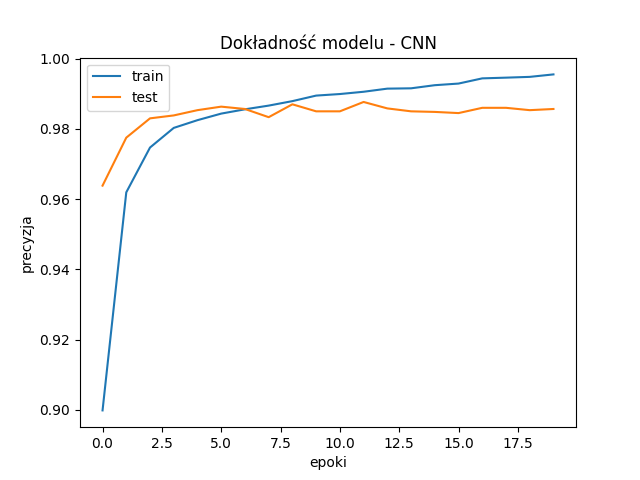 Dokładność modelu - CNN
train
test
precyzja
1.00
0.98
0.96
0.94
0.92
0.90
0.0 2.5 5.0 7.5 10.0 12.5 15.0 17.5
epoki